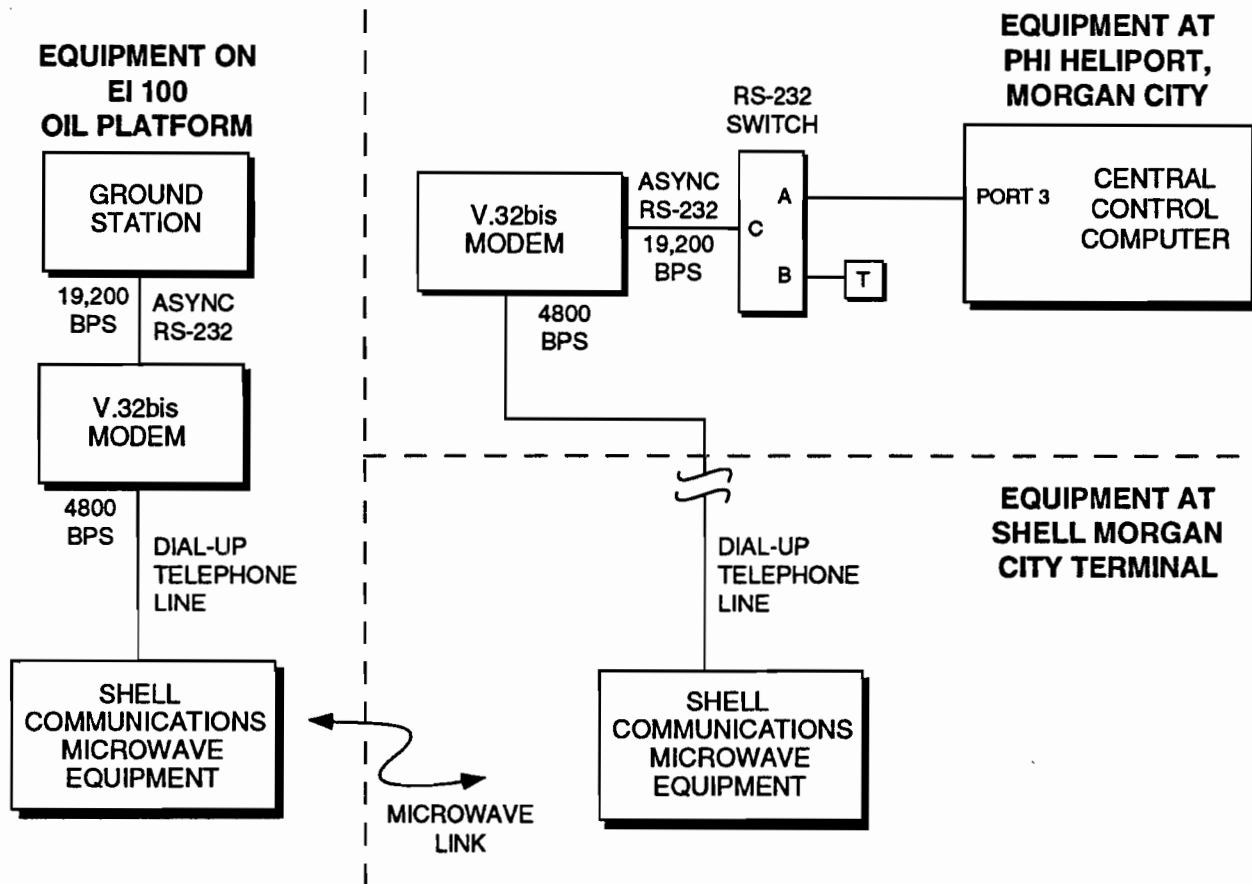 EQUIPMENT ON
EI 100
OIL PLATFORM
GROUND
STATION
19,200
BPS
ASYNC
RS-232
V.32bis
MODEM
4800
BPS
DIAL-UP
TELEPHONE
LINE
SHELL
COMMUNICATIONS
MICROWAVE
EQUIPMENT
MICROWAVE
LINK
EQUIPMENT AT
PHI HELIPORT,
MORGAN CITY
RS-232
SWITCH
V.32bis
MODEM
ASYNC
RS-232
19,200
BPS
A
C
B
T
PORT 3
CENTRAL
CONTROL
COMPUTER
4800
BPS
EQUIPMENT AT
SHELL MORGAN
CITY TERMINAL
DIAL-UP
TELEPHONE
LINE
SHELL
COMMUNICATIONS
MICROWAVE
EQUIPMENT